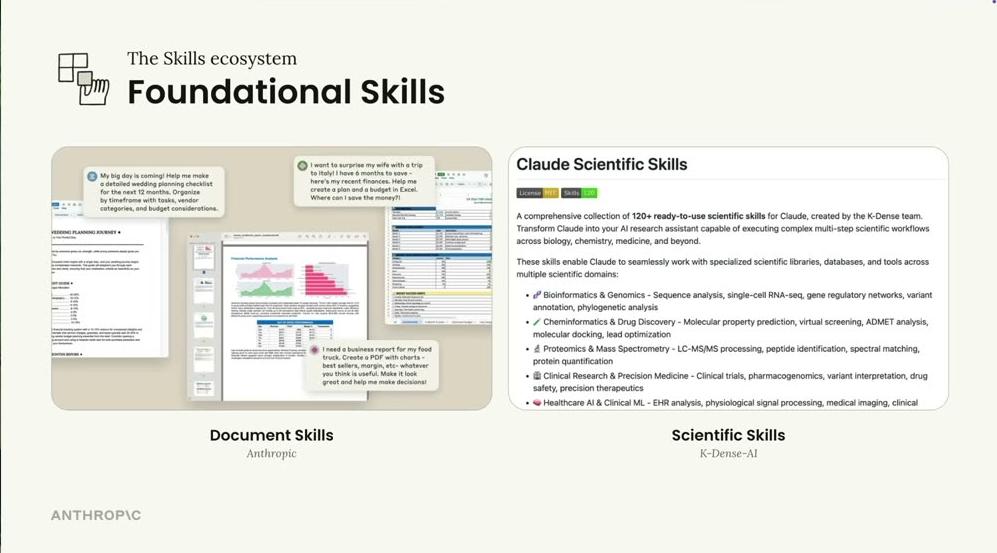 The Skills ecosystem
Foundational Skills
My big day is coming! Help me make
a detailed wedding planning checklist
for the next 12 months. Organize
by timeframe with tasks, vendor
categories, and budget considerations.
I want to surprise my wife with a trip
to Italy! I have 6 months to save -
here's my recent finances. Help me
create a plan and a budget in Excel.
Where can I save the money?!
WEDDING PLANNING JOURNEY
Financial Performance Analysis
I need a business report for my food
truck. Create a PDF with charts -
best sellers, margin, etc- whatever
you think is useful. Make it look
great and help me make decisions!
Document Skills
Anthropic
Claude Scientific Skills
License MIT Skills 120
A comprehensive collection of 120+ ready-to-use scientific skills for Claude, created by the K-Dense team.
Transform Claude into your AI research assistant capable of executing complex multi-step scientific workflows
across biology, chemistry, medicine, and beyond.
These skills enable Claude to seamlessly work with specialized scientific libraries, databases, and tools across
multiple scientific domains:
• 🧬 Bioinformatics & Genomics - Sequence analysis, single-cell RNA-seq, gene regulatory networks, variant
annotation, phylogenetic analysis
• 🧪 Cheminformatics & Drug Discovery - Molecular property prediction, virtual screening, ADMET analysis,
molecular docking, lead optimization
• 🔬 Proteomics & Mass Spectrometry - LC-MS/MS processing, peptide identification, spectral matching,
protein quantification
• 🏥 Clinical Research & Precision Medicine - Clinical trials, pharmacogenomics, variant interpretation, drug
safety, precision therapeutics
• 🧠 Healthcare AI & Clinical ML - EHR analysis, physiological signal processing, medical imaging, clinical
Scientific Skills
K-Dense-AI
ANTHROP\C